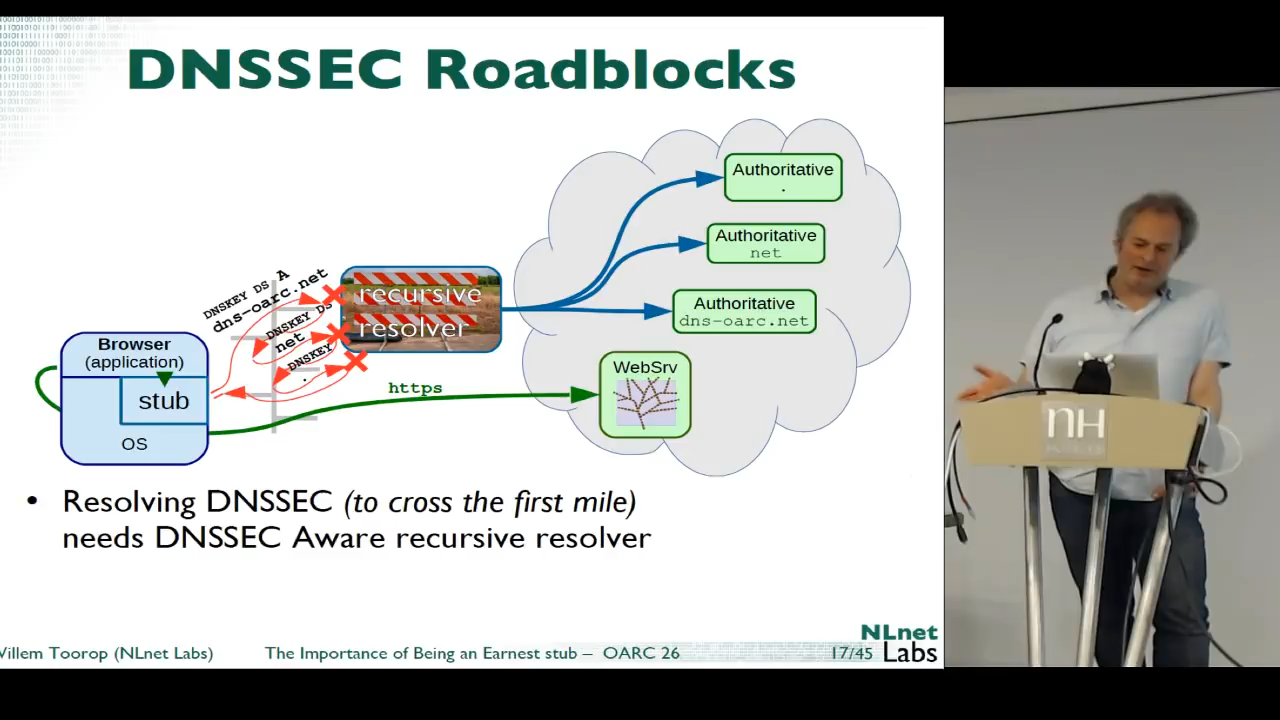 DNSSEC Roadblocks
Authoritative
.
Authoritative
net
Authoritative
dns-oarc.net
DNSKEY DS A
dns-oarc.net
DNSKEY DS
net
DNSKEY
.
recursive
resolver
Browser
(application)
stub
OS
https
WebSrv
• Resolving DNSSEC (to cross the first mile)
needs DNSSEC Aware recursive resolver
Willem Toorop (NLnet Labs)
The Importance of Being an Earnest stub – OARC 26
17/45
NLnet
Labs
NH